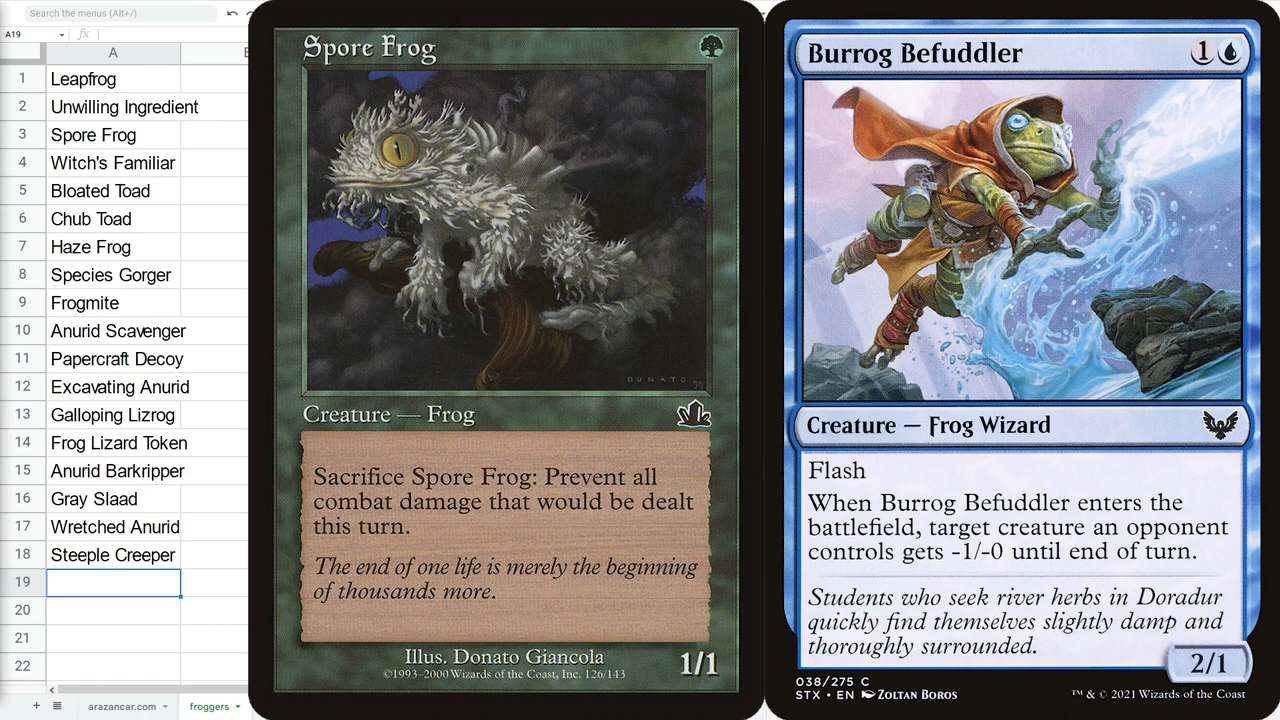 Search the menus (Alt+/)
A19
fx
A
1 Leapfrog
2 Unwilling Ingredient
3 Spore Frog
4 Witch's Familiar
5 Bloated Toad
6 Chub Toad
7 Haze Frog
8 Species Gorger
9 Frogmite
10 Anurid Scavenger
11 Papercraft Decoy
12 Excavating Anurid
13 Galloping Lizrog
14 Frog Lizard Token
15 Anurid Barkripper
16 Gray Slaad
17 Wretched Anurid
18 Steeple Creeper
19
20
21
22
arazancar.com froggers
Spore Frog
DONATO 99
Creature — Frog
Sacrifice Spore Frog: Prevent all
combat damage that would be dealt
this turn.
The end of one life is merely the beginning
of thousands more.
Illus. Donato Giancola
©1993–2000 Wizards of the Coast, Inc. 126/143
1/1
Burrog Befuddler 1
Creature — Frog Wizard
Flash
When Burrog Befuddler enters the
battlefield, target creature an opponent
controls gets -1/-0 until end of turn.
Students who seek river herbs in Doradur
quickly find themselves slightly damp and
thoroughly surrounded.
2/1
038/275 C
STX • EN Zoltan Boros
™ & © 2021 Wizards of the Coast